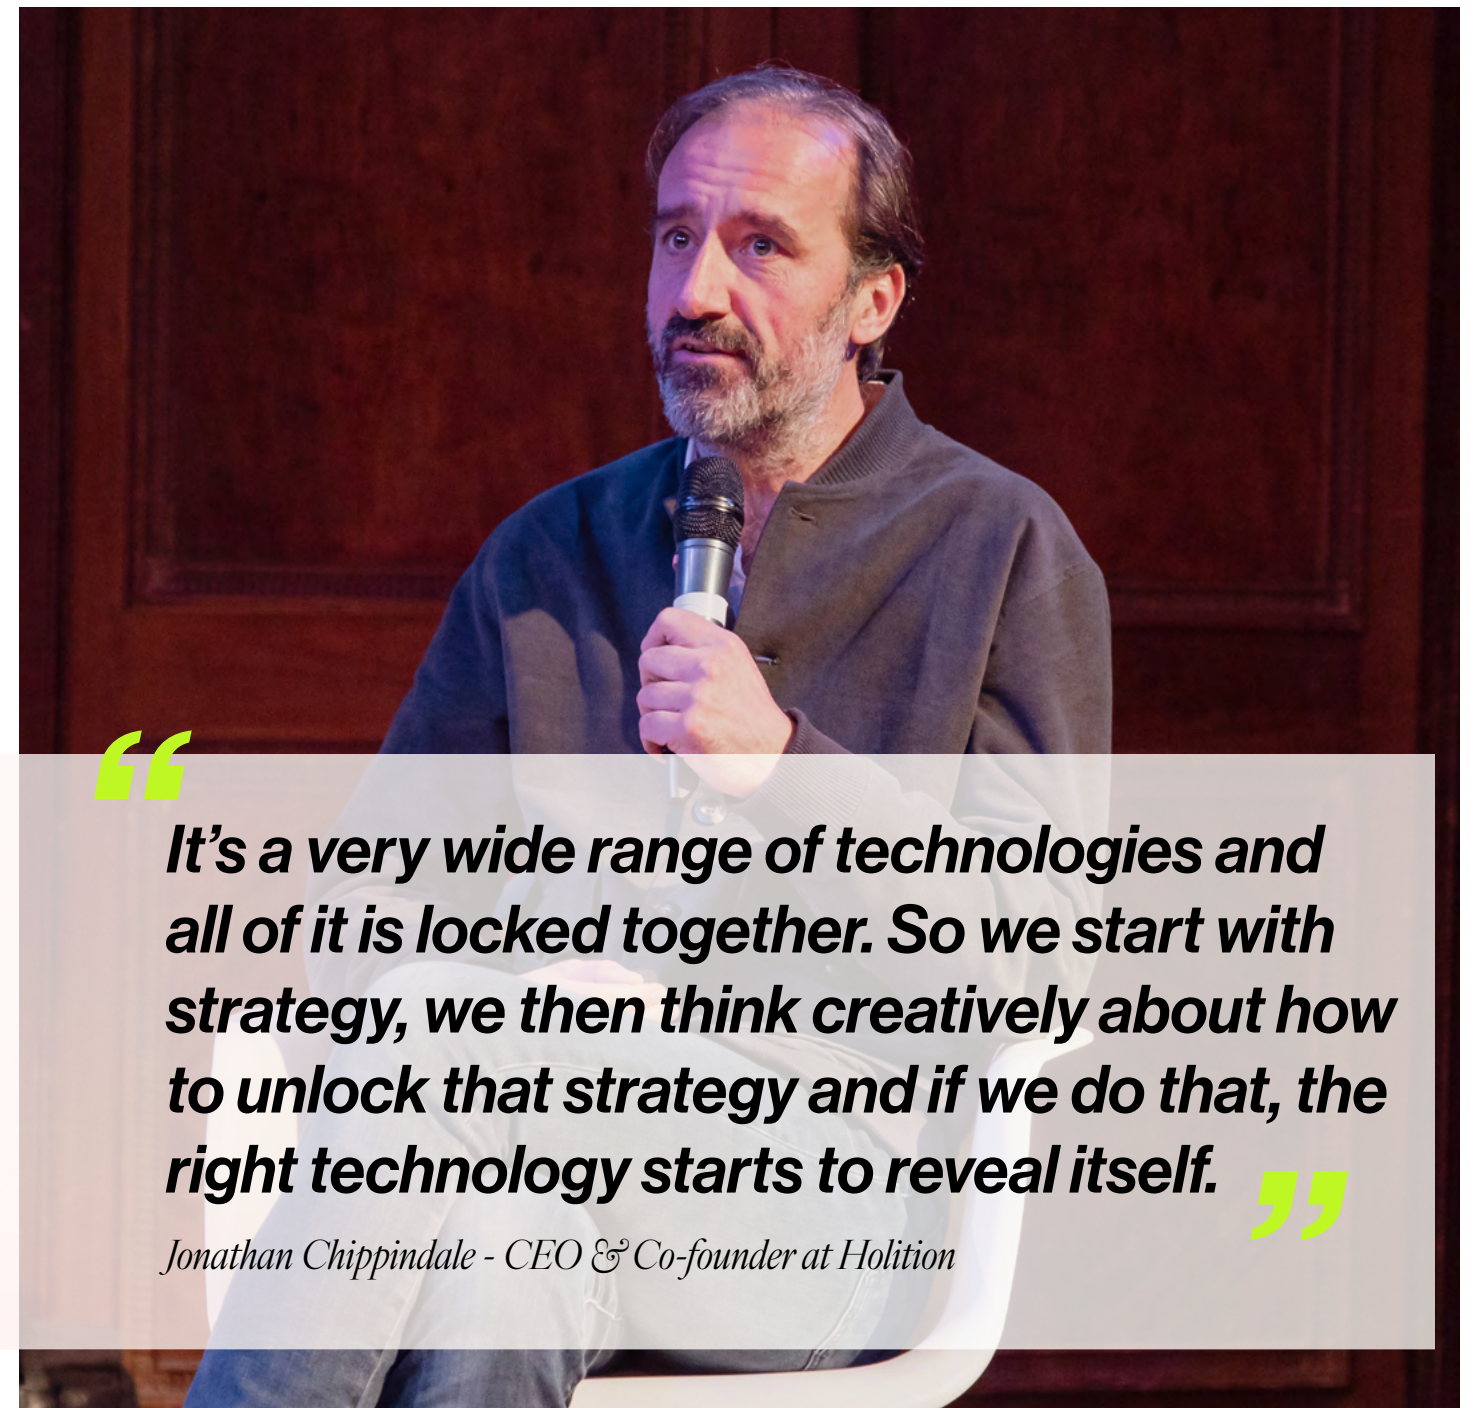 “
It’s a very wide range of technologies and
all of it is locked together. So we start with
strategy, we then think creatively about how
to unlock that strategy and if we do that, the
right technology starts to reveal itself.
”
Jonathan Chippindale - CEO & Co-founder at Holition